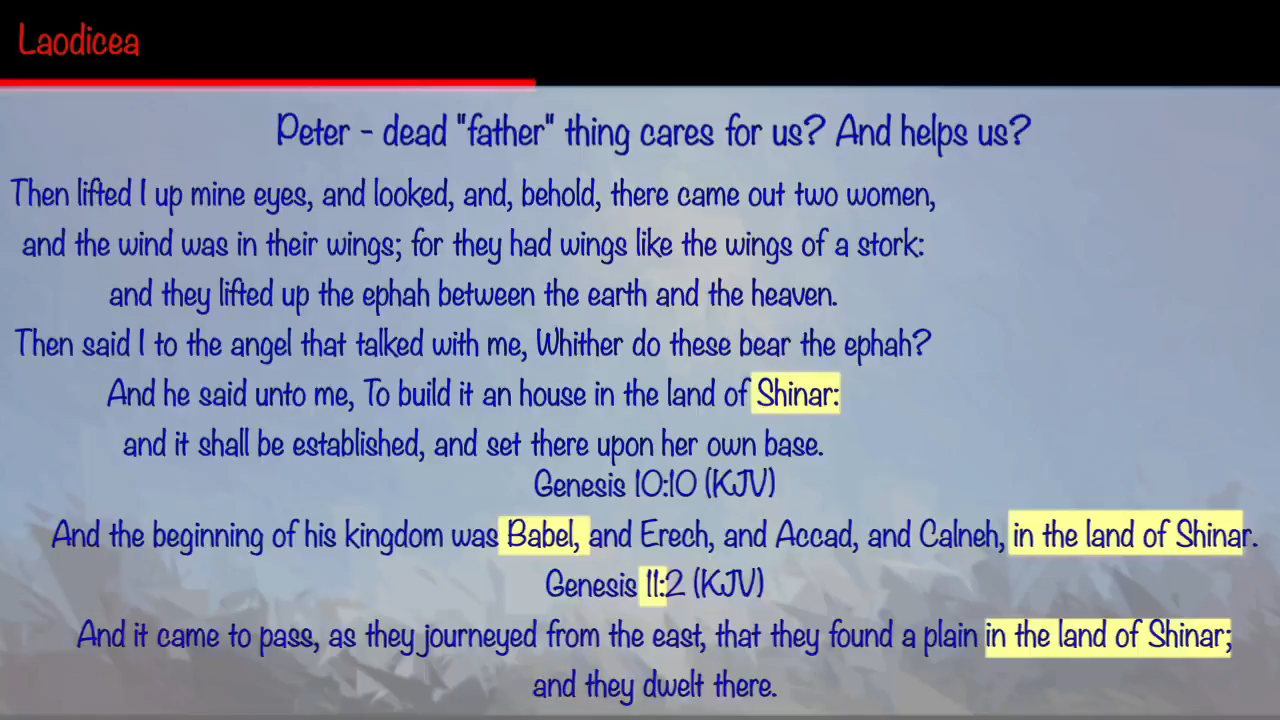 Laodicea
Peter - dead "father" thing cares for us? And helps us?
Then lifted I up mine eyes, and looked, and, behold, there came out two women,
and the wind was in their wings; for they had wings like the wings of a stork:
and they lifted up the ephah between the earth and the heaven.
Then said I to the angel that talked with me, Whither do these bear the ephah?
And he said unto me, To build it an house in the land of Shinar:
and it shall be established, and set there upon her own base.
Genesis 10:10 (KJV)
And the beginning of his kingdom was Babel, and Erech, and Accad, and Calneh, in the land of Shinar.
Genesis 11:2 (KJV)
And it came to pass, as they journeyed from the east, that they found a plain in the land of Shinar;
and they dwelt there.